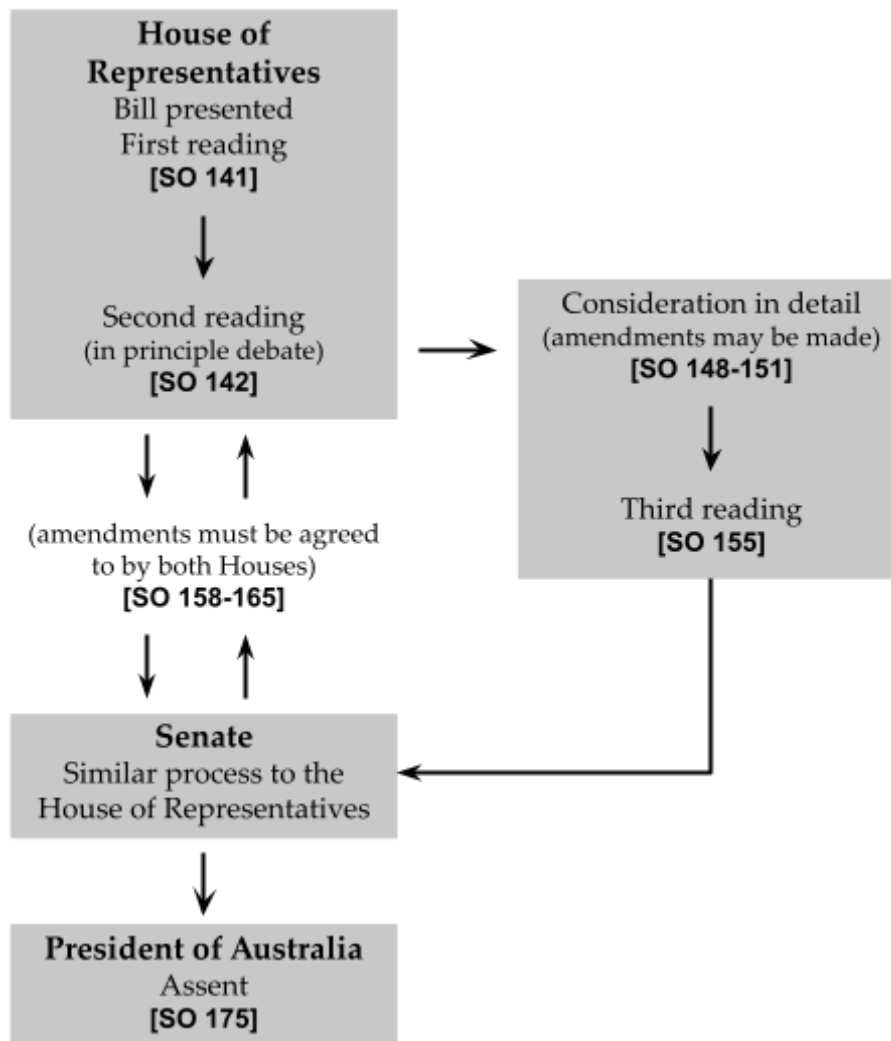 House of
Representatives
Bill presented
First reading
[SO 141]
Second reading
(in principle debate)
[SO 142]
Consideration in detail
(amendments may be made)
[SO 148-151]
Third reading
[SO 155]
(amendments must be agreed
to by both Houses)
[SO 158-165]
Senate
Similar process to the
House of Representatives
President of Australia
Assent
[SO 175]